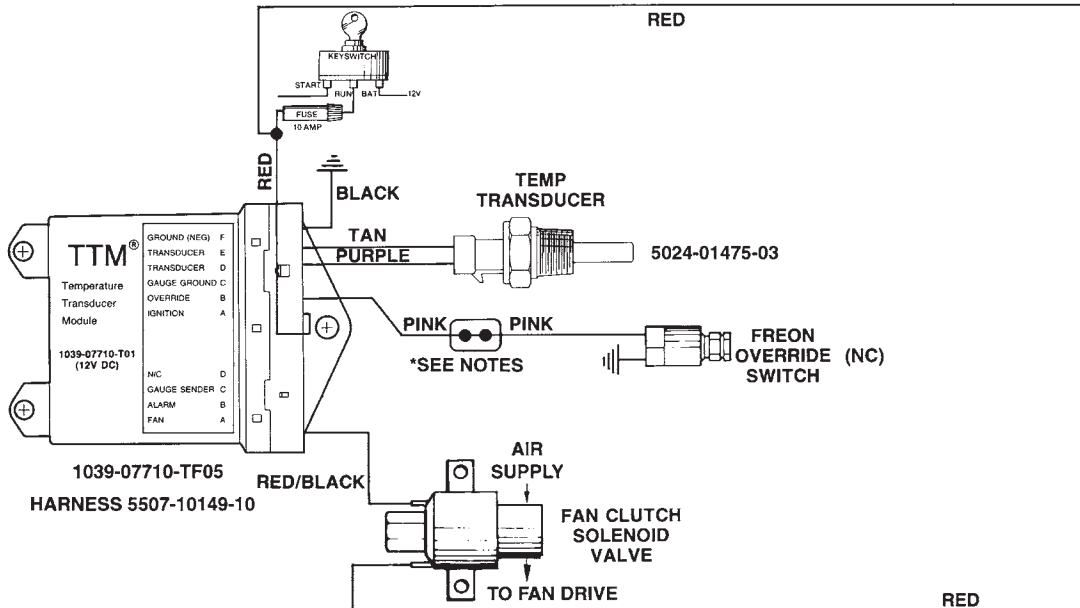 RED
KEYSWITCH
START
RUN
BAT
12V
FUSE
10 AMP
RED
BLACK
TEMP
TRANSDUCER
TAN
PURPLE
5024-01475-03
TTM®
Temperature
Transducer
Module
1039-07710-T01
(12V DC)
GROUND (NEG) F
TRANSDUCER E
TRANSDUCER D
GAUGE GROUND C
OVERRIDE B
IGNITION A
N/C D
GAUGE SENDER C
ALARM B
FAN A
PINK
PINK
*SEE NOTES
FREON
OVERRIDE (NC)
SWITCH
1039-07710-TF05
HARNESS 5507-10149-10
RED/BLACK
AIR
SUPPLY
FAN CLUTCH
SOLENOID
VALVE
TO FAN DRIVE
RED